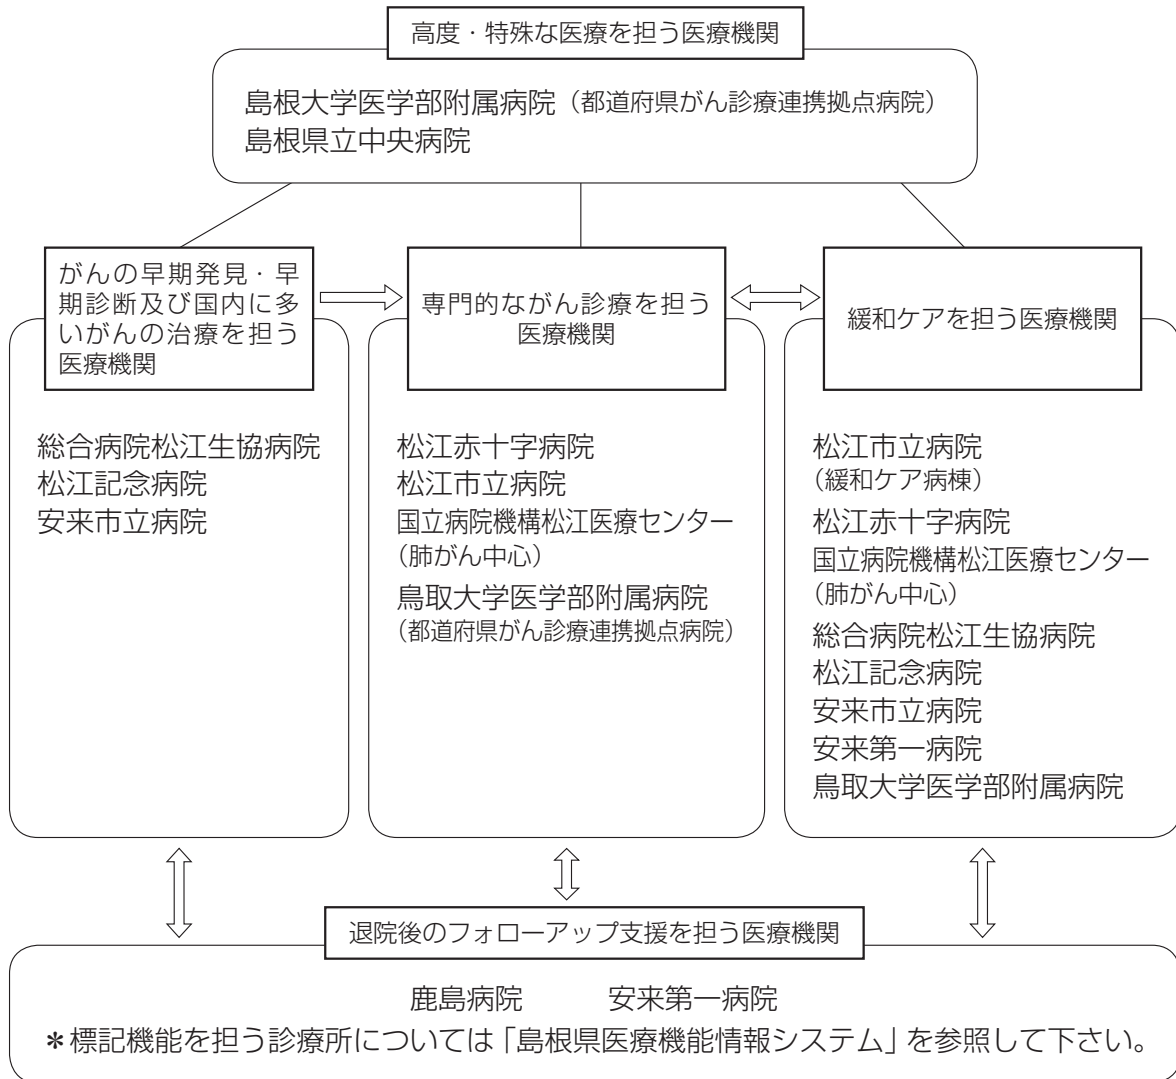 高度・特殊な医療を担う医療機関
島根大学医学部附属病院（都道府県がん診療連携拠点病院）
島根県立中央病院
がんの早期発見・早
期診断及び国内に多
いがんの治療を担う
医療機関
総合病院松江生協病院
松江記念病院
安来市立病院
専門的ながん診療を担う
医療機関
松江赤十字病院
松江市立病院
国立病院機構松江医療センター
（肺がん中心）
鳥取大学医学部附属病院
（都道府県がん診療連携拠点病院）
緩和ケアを担う医療機関
松江市立病院
（緩和ケア病棟）
松江赤十字病院
国立病院機構松江医療センター
（肺がん中心）
総合病院松江生協病院
松江記念病院
安来市立病院
安来第一病院
鳥取大学医学部附属病院
退院後のフォローアップ支援を担う医療機関
鹿島病院　　安来第一病院
＊標記機能を担う診療所については「島根県医療機能情報システム」を参照して下さい。